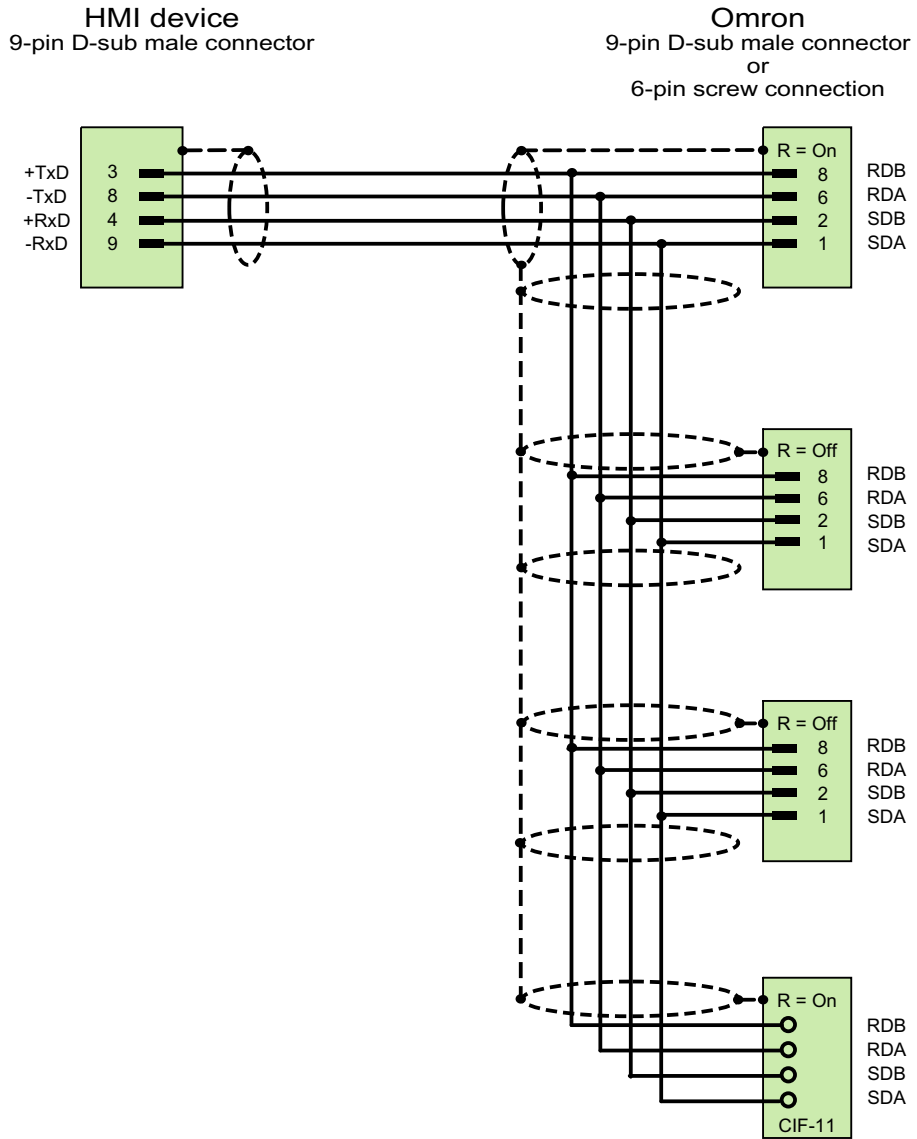 HMI device
9-pin D-sub male connector
Omron
9-pin D-sub male connector
or
6-pin screw connection
+TxD 3
-TxD 8
+RxD 4
-RxD 9
R = On
8 RDB
6 RDA
2 SDB
1 SDA
R = Off
8 RDB
6 RDA
2 SDB
1 SDA
R = Off
8 RDB
6 RDA
2 SDB
1 SDA
R = On
RDB
RDA
SDB
SDA
CIF-11